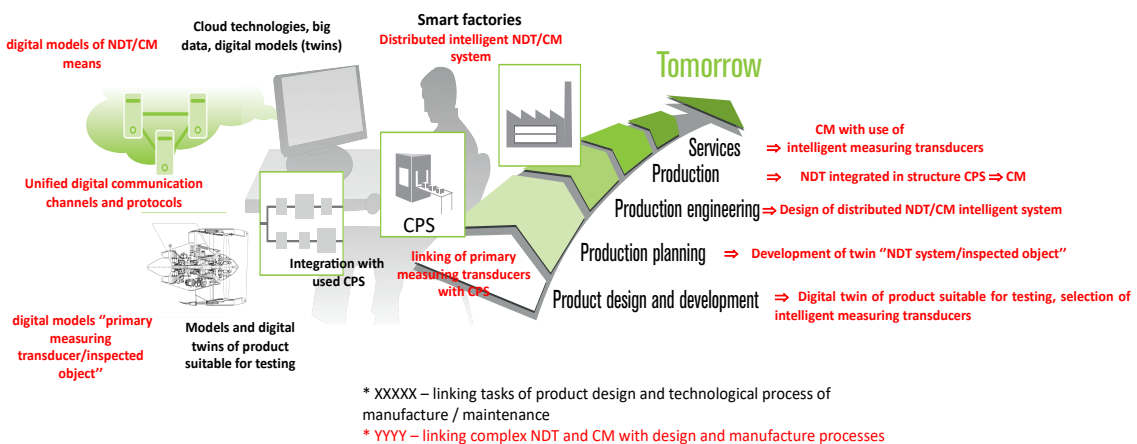 digital models of NDT/CM
means
Cloud technologies, big
data, digital models (twins)
Smart factories
Distributed intelligent NDT/CM
system
Tomorrow
Unified digital communication
channels and protocols
CPS
Integration with
used CPS
linking of primary
measuring transducers
with CPS
digital models “primary
measuring
transducer/inspected
object”
Models and digital
twins of product
suitable for testing
Services
CM with use of
⇒ intelligent measuring transducers
Production
⇒ NDT integrated in structure CPS ⇒ CM
Production engineering
⇒ Design of distributed NDT/CM intelligent system
Production planning
⇒ Development of twin “NDT system/inspected object”
Product design and development
⇒ Digital twin of product suitable for testing, selection of
intelligent measuring transducers
* XXXXX – linking tasks of product design and technological process of
manufacture / maintenance
* YYYY – linking complex NDT and CM with design and manufacture processes